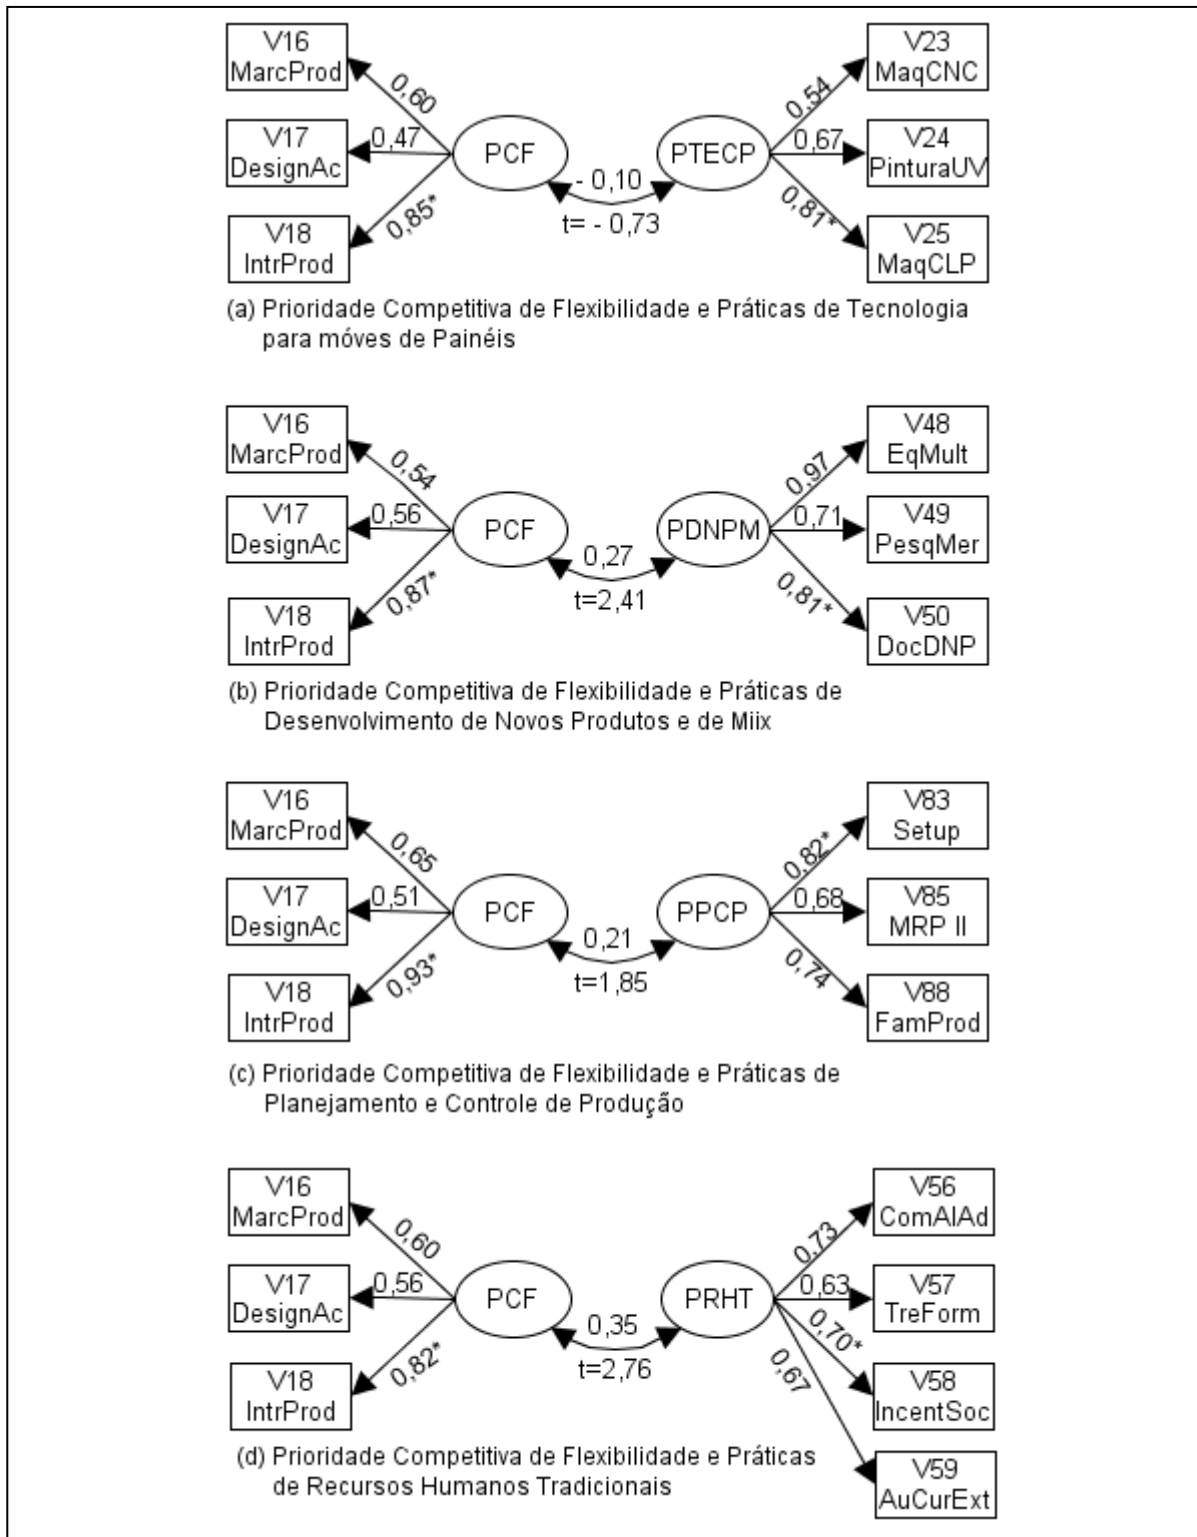 V16
MarcProd
V17
DesignAc
V18
IntrProd
0,60
0,47
0,85*
PCF
- 0,10
t= - 0,73
PTECP
0,54
0,67
0,81*
V23
MaqCNC
V24
PinturaUV
V25
MaqCLP
(a) Prioridade Competitiva de Flexibilidade e Práticas de Tecnologia
para móves de Painéis
V16
MarcProd
V17
DesignAc
V18
IntrProd
0,54
0,56
0,87*
PCF
0,27
t=2,41
PDNPM
0,97
0,71
0,81*
V48
EqMult
V49
PesqMer
V50
DocDNP
(b) Prioridade Competitiva de Flexibilidade e Práticas de
Desenvolvimento de Novos Produtos e de Miix
V16
MarcProd
V17
DesignAc
V18
IntrProd
0,65
0,51
0,93*
PCF
0,21
t=1,85
PPCP
0,82*
0,68
0,74
V83
Setup
V85
MRP II
V88
FamProd
(c) Prioridade Competitiva de Flexibilidade e Práticas de
Planejamento e Controle de Produção
V16
MarcProd
V17
DesignAc
V18
IntrProd
0,60
0,56
0,82*
PCF
0,35
t=2,76
PRHT
0,73
0,63
0,70*
0,67
V56
ComAlAd
V57
TreForm
V58
IncentSoc
V59
AuCurExt
(d) Prioridade Competitiva de Flexibilidade e Práticas
de Recursos Humanos Tradicionais